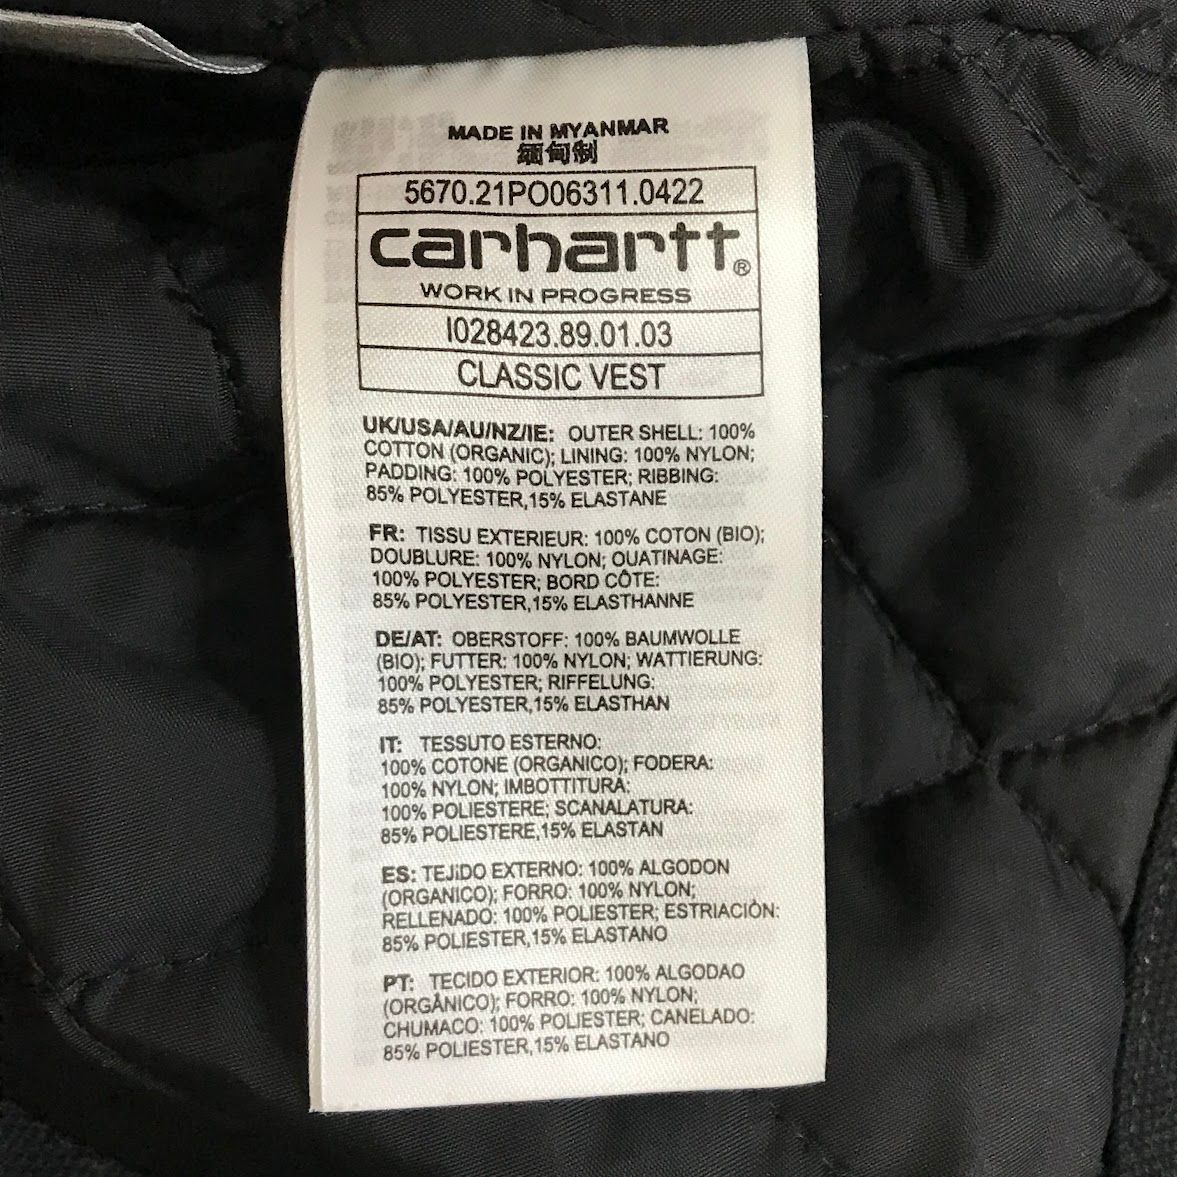 MADE IN MYANMAR
缅甸制
5670.21PO06311.0422
carhartt®
WORK IN PROGRESS
I028423.89.01.03
CLASSIC VEST
UK/USA/AU/NZ/IE: OUTER SHELL: 100%
COTTON (ORGANIC); LINING: 100% NYLON;
PADDING: 100% POLYESTER; RIBBING:
85% POLYESTER,15% ELASTANE
FR: TISSU EXTERIEUR: 100% COTON (BIO);
DOUBLURE: 100% NYLON; OUATINAGE:
100% POLYESTER; BORD CÔTE:
85% POLYESTER,15% ELASTHANNE
DE/AT: OBERSTOFF: 100% BAUMWOLLE
(BIO); FUTTER: 100% NYLON; WATTIERUNG:
100% POLYESTER; RIFFELUNG:
85% POLYESTER,15% ELASTHAN
IT: TESSUTO ESTERNO:
100% COTONE (ORGANICO); FODERA:
100% NYLON; IMBOTTITURA:
100% POLIESTERE; SCANALATURA:
85% POLIESTERE,15% ELASTAN
ES: TEJIDO EXTERNO: 100% ALGODON
(ORGANICO); FORRO: 100% NYLON;
RELLENADO: 100% POLIESTER; ESTRIACIÓN:
85% POLIESTER,15% ELASTANO
PT: TECIDO EXTERIOR: 100% ALGODAO
(ORGÂNICO); FORRO: 100% NYLON;
CHUMACO: 100% POLIESTER; CANELADO:
85% POLIESTER,15% ELASTANO